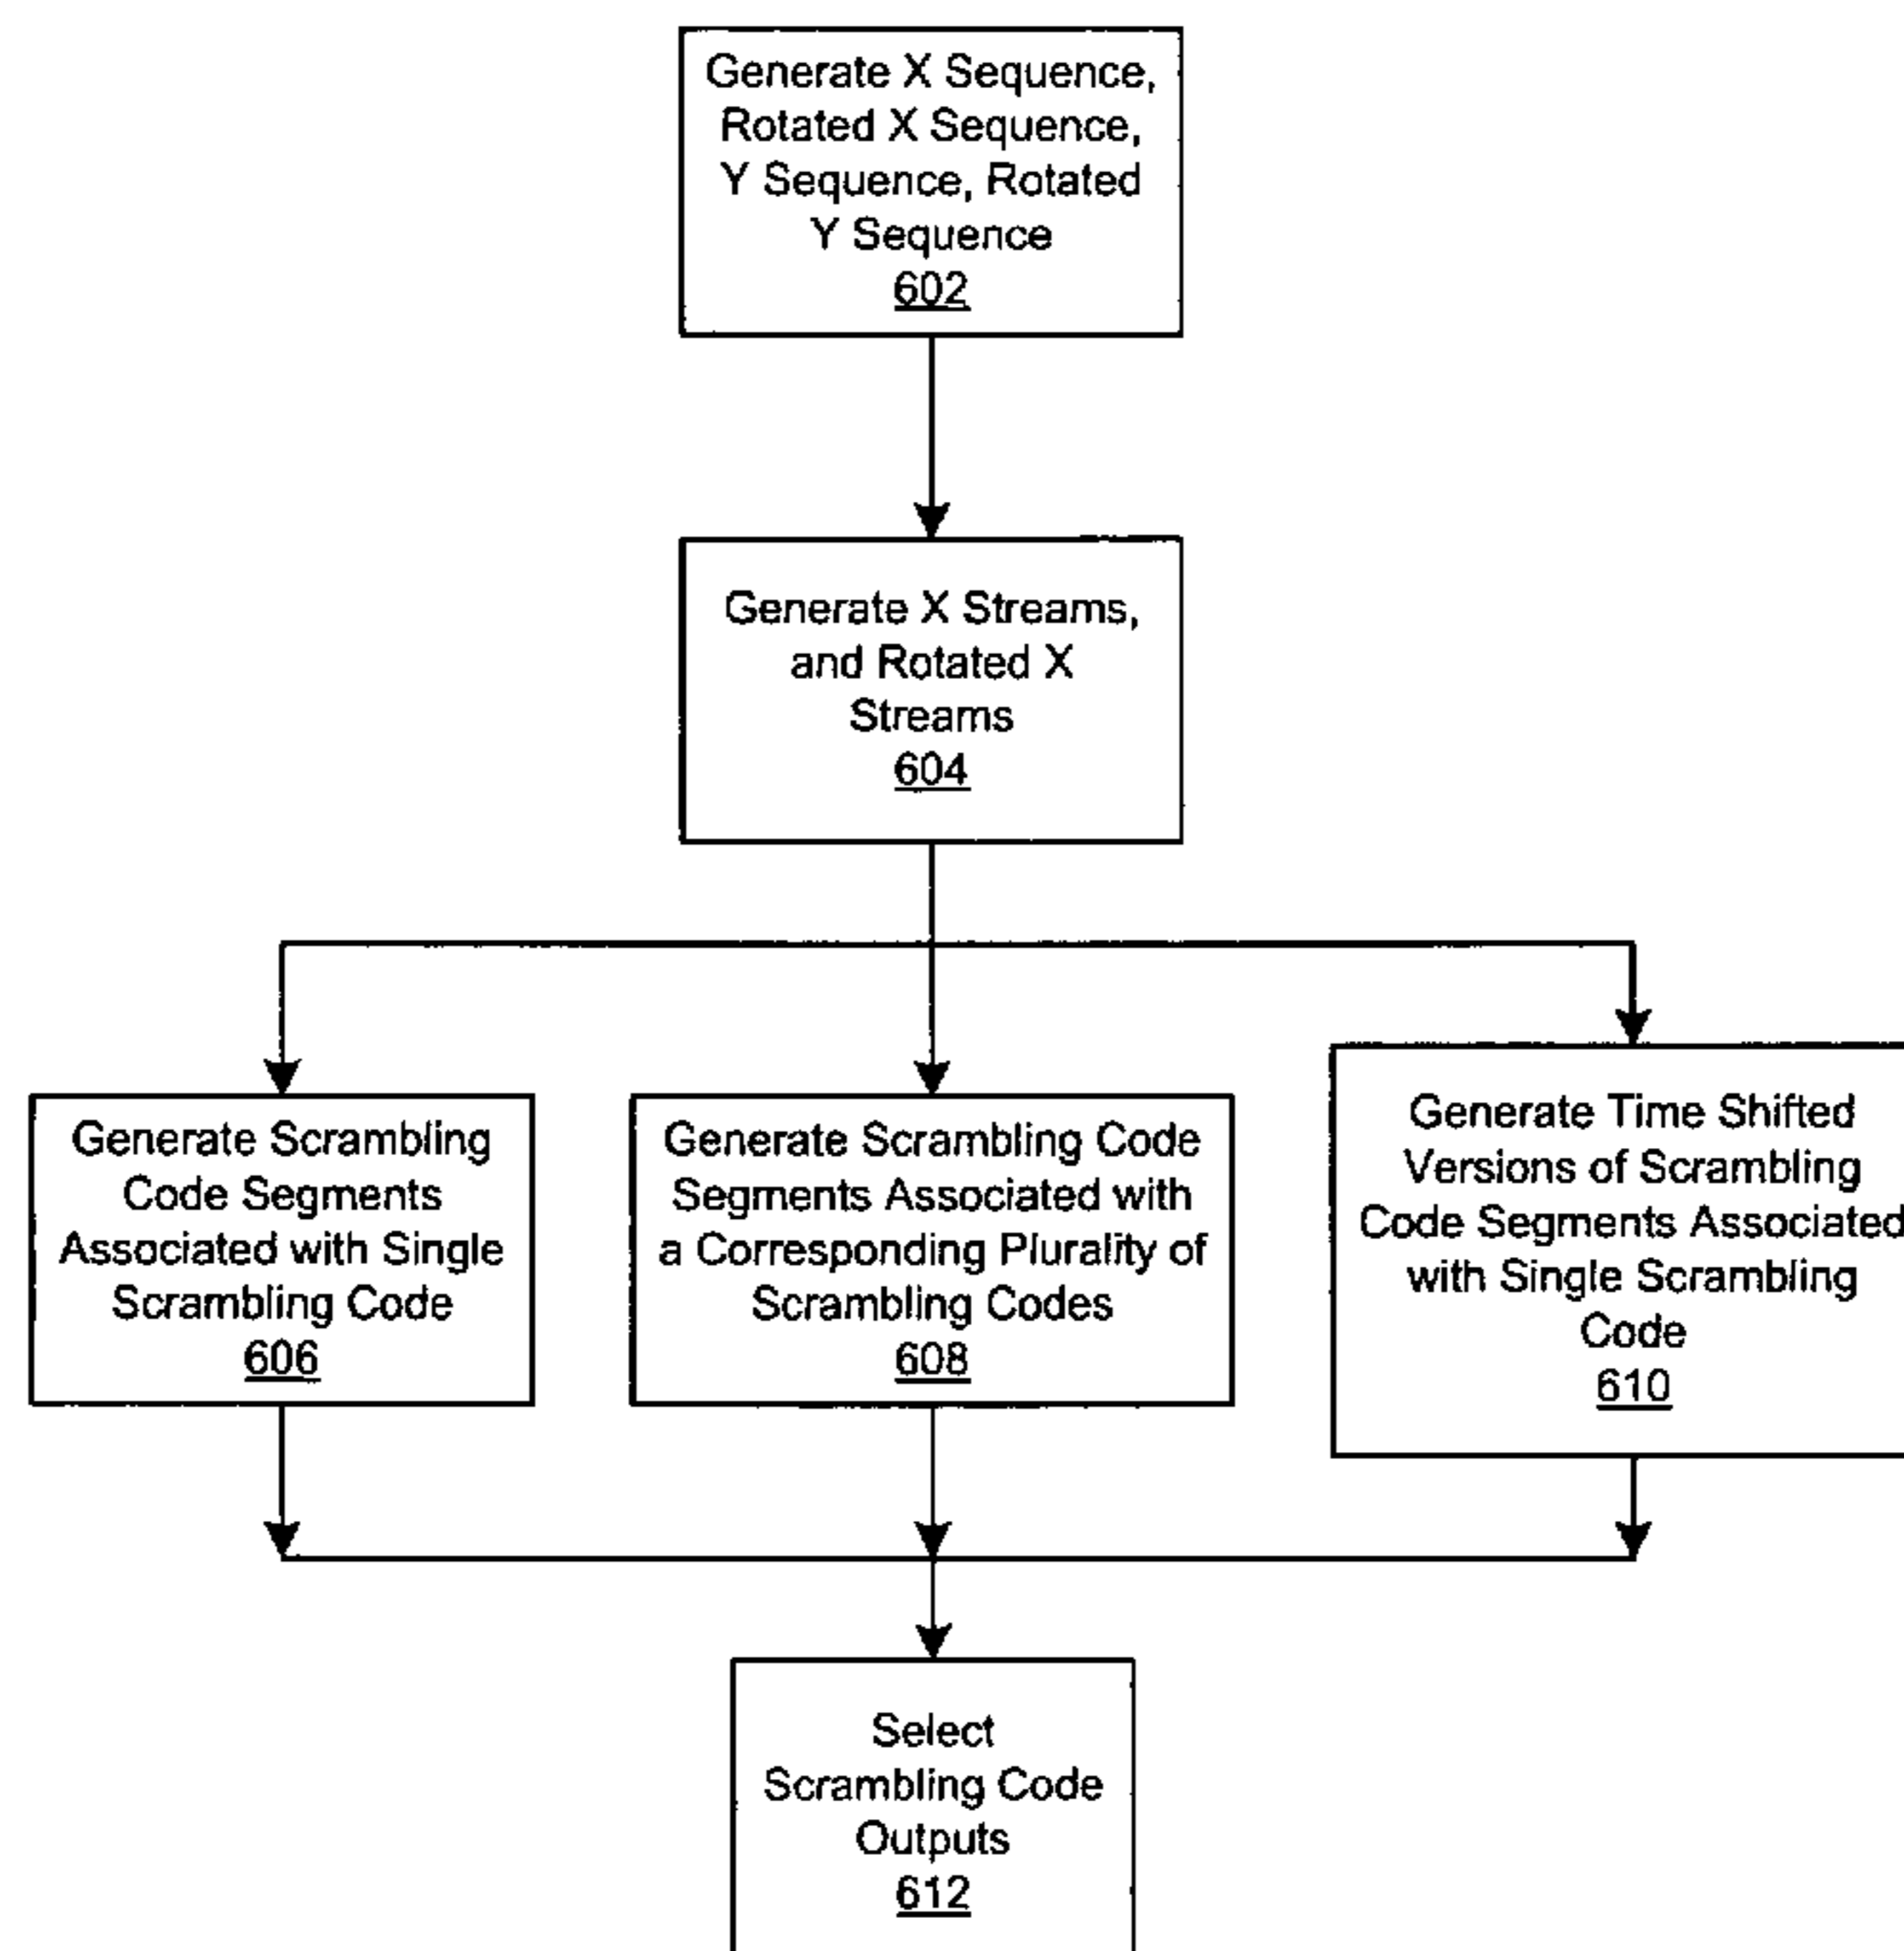 Generate X Sequence,
Rotated X Sequence,
Y Sequence, Rotated
Y Sequence
602
Generate X Streams,
and Rotated X
Streams
604
Generate Scrambling
Code Segments
Associated with Single
Scrambling Code
606
Generate Scrambling Code
Segments Associated with
a Corresponding Plurality of
Scrambling Codes
608
Generate Time Shifted
Versions of Scrambling
Code Segments Associated
with Single Scrambling
Code
610
Select
Scrambling Code
Outputs
612